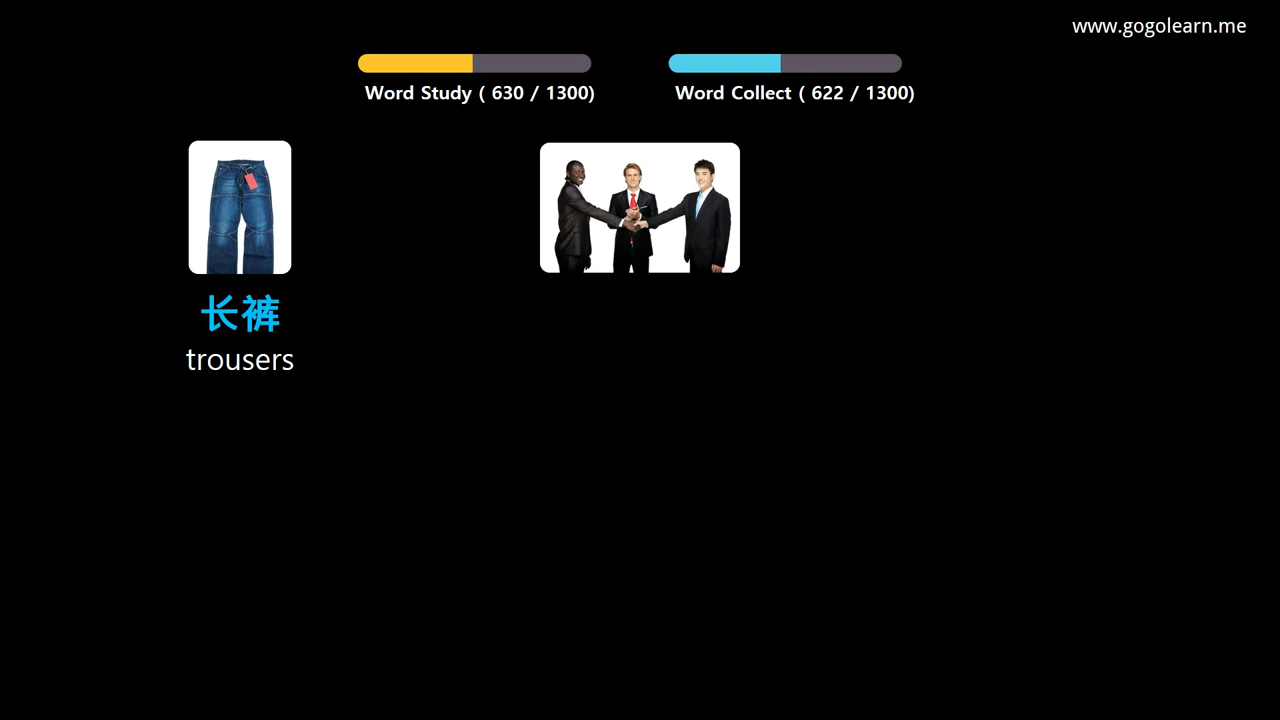 www.gogolearn.me
Word Study ( 630 / 1300)
Word Collect ( 622 / 1300)
长裤
trousers